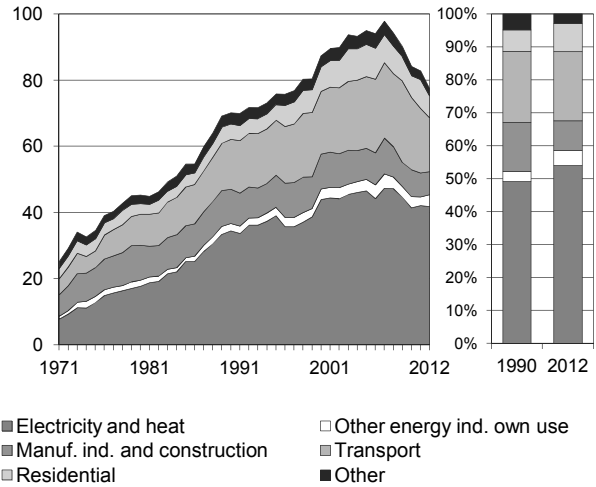 100
80
60
40
20
0
1971 1981 1991 2001 2012
100%
90%
80%
70%
60%
50%
40%
30%
20%
10%
0%
1990 2012
Electricity and heat
Other energy ind. own use
Manuf. ind. and construction
Transport
Residential
Other